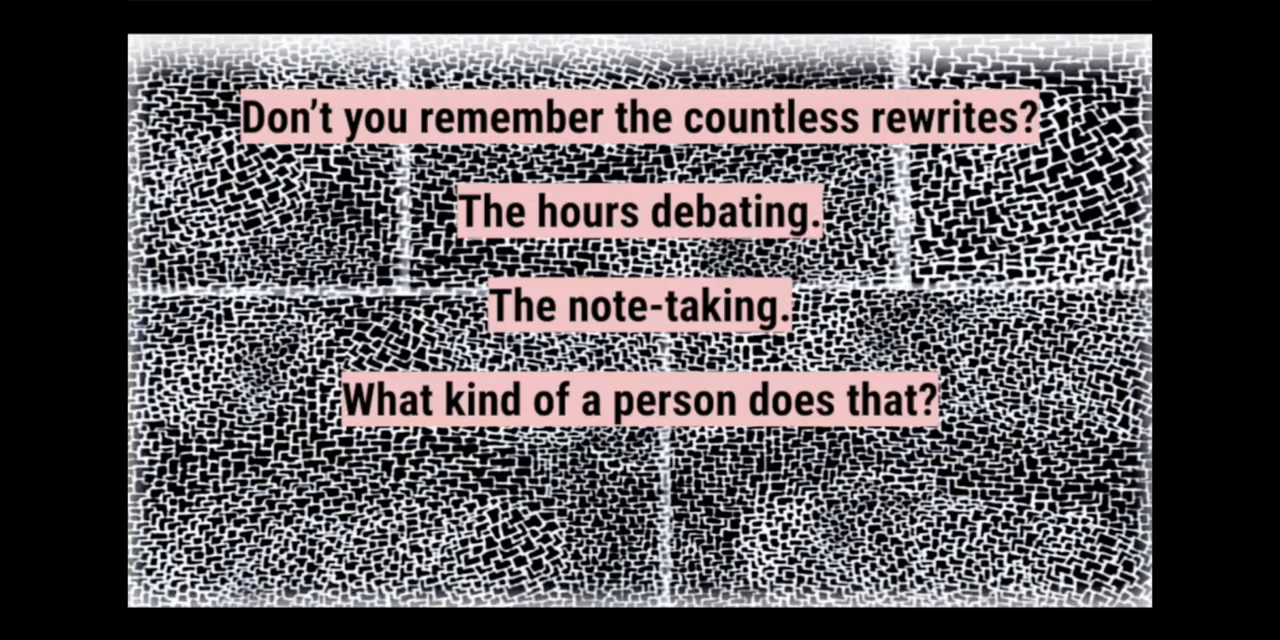 Don’t you remember the countless rewrites?
The hours debating.
The note-taking.
What kind of a person does that?